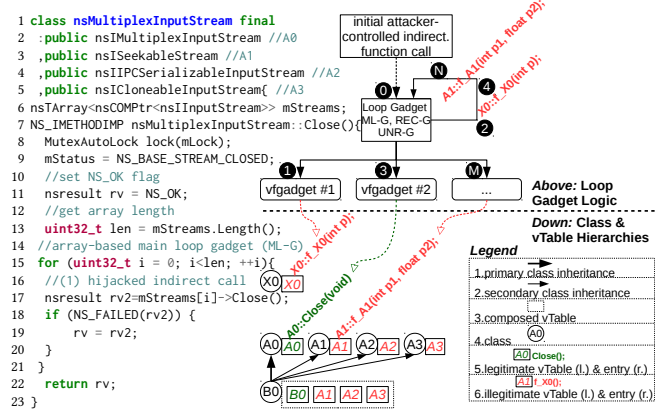 1 class nsMultiplexInputStream final
2 :public nsIMultiplexInputStream //A0
3 ,public nsISeekableStream //A1
4 ,public nsIIPCSerializableInputStream //A2
5 ,public nsICloneableInputStream{ //A3
6 nsTArray<nsCOMPtr<nsIInputStream>> mStreams;
7 NS_IMETHODIMP nsMultiplexInputStream::Close(){
8 MutexAutoLock lock(mLock);
9 mStatus = NS_BASE_STREAM_CLOSED;
10 //set NS_OK flag
11 nsresult rv = NS_OK;
12 //get array length
13 uint32_t len = mStreams.Length();
14 //array-based main loop gadget (ML-G)
15 for (uint32_t i = 0; i<len; ++i){
16 //(1) hijacked indirect call
17 nsresult rv2=mStreams[i]->Close();
18 if (NS_FAILED(rv2)) {
19 rv = rv2;
20 }
21 }
22 return rv;
23 }
initial attacker-
controlled indirect.
function call
A1::f_A1(int p1, float p2);
X0::f_X0(int p);
N
0
4
2
Loop Gadget
ML-G, REC-G
UNR-G
1
3
M
vfgadget #1
vfgadget #2
...
Above: Loop
Gadget Logic
Down: Class &
vTable Hierarchies
X0::f_X0(int p);
A0::Close(void)
A1::f_A1(int p1, float p2);
X0 X0
A0 A0 A1 A1 A2 A2 A3 A3
B0 B0 A1 A2 A3
Legend
1.primary class inheritance
2.secondary class inheritance
3.composed vTable
4.class A0
A0 Close();
5.legitimate vTable (l.) & entry (r.)
A1 f_X0();
6.illegitimate vTable (l.) & entry (r.)